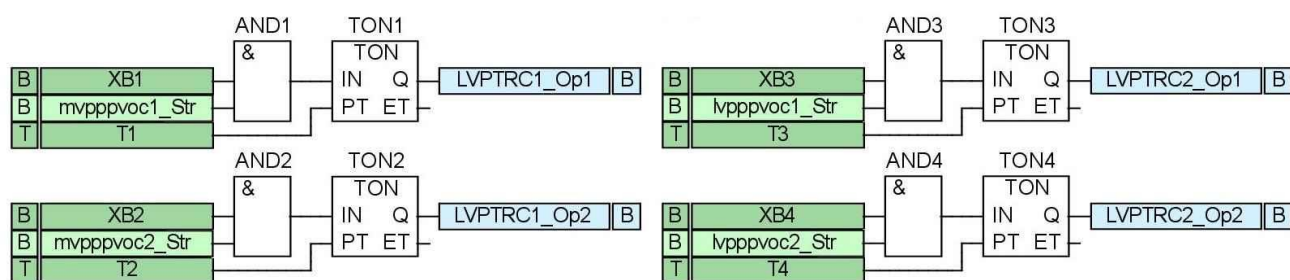 AND1 TON1
& TON
B XB1 IN Q LVPTRC1_Op1 B
B mvpppvoc1_Str PT ET
T T1
AND2 TON2
& TON
B XB2 IN Q LVPTRC1_Op2 B
B mvpppvoc2_Str PT ET
T T2
AND3 TON3
& TON
B XB3 IN Q LVPTRC2_Op1 B
B lvpppvoc1_Str PT ET
T T3
AND4 TON4
& TON
B XB4 IN Q LVPTRC2_Op2 B
B lvpppvoc2_Str PT ET
T T4